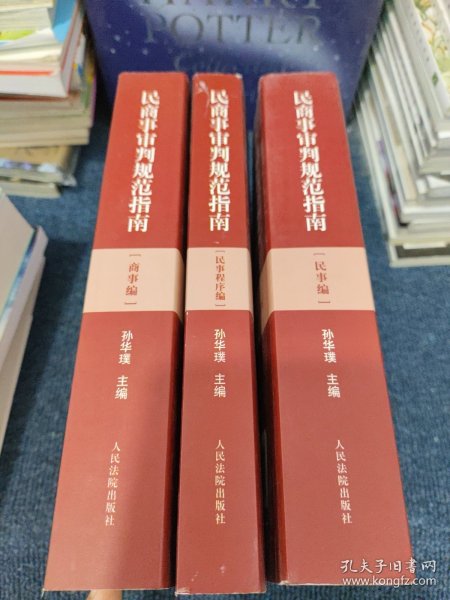 HARRY
POTTER
民商事审判规范指南
[商事编]
孙华璞 主编
人民法院出版社
民商事审判规范指南
[民事程序编]
孙华璞 主编
人民法院出版社
民商事审判规范指南
[民事编]
孙华璞 主编
人民法院出版社
孔夫子旧书网
www.kongfz.com